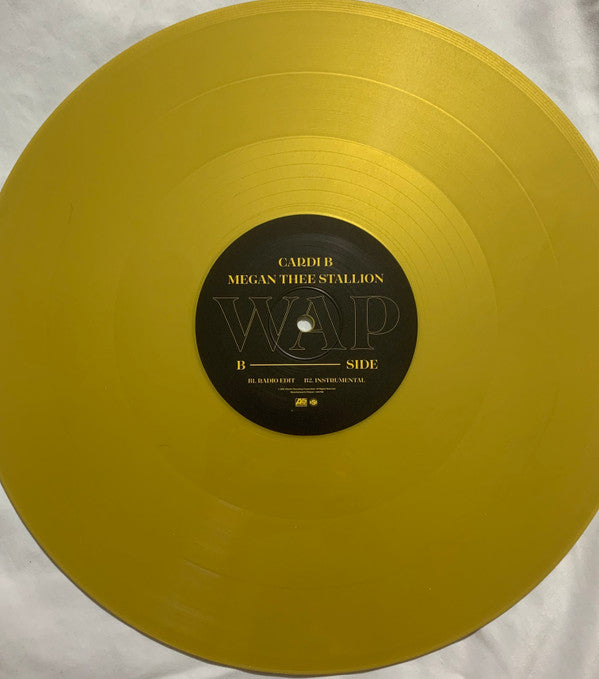 CARDI B
MEGAN THEE STALLION
WAP
B SIDE
B1. RADIO EDIT B2. INSTRUMENTAL